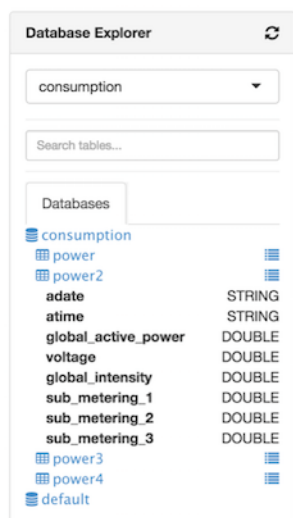 Database Explorer
consumption
Search tables...
Databases
consumption
power
power2
adate STRING
atime STRING
global_active_power DOUBLE
voltage DOUBLE
global_intensity DOUBLE
sub_metering_1 DOUBLE
sub_metering_2 DOUBLE
sub_metering_3 DOUBLE
power3
power4
default